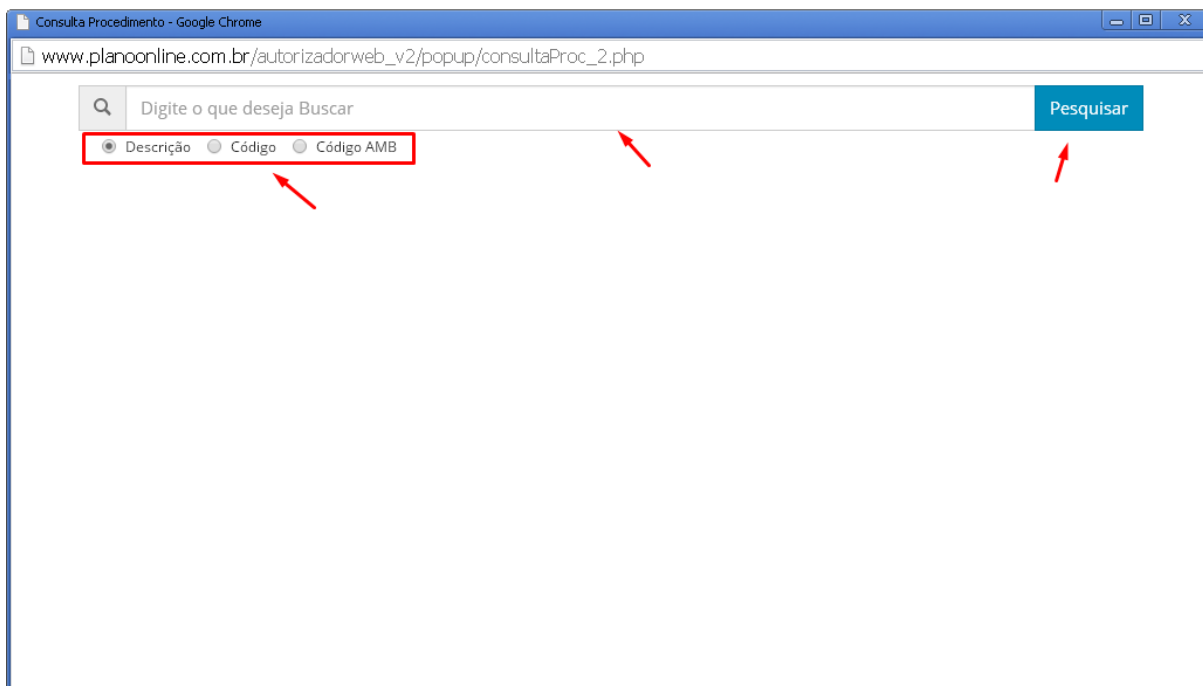 Consulta Procedimento - Google Chrome
www.planoonline.com.br/autorizadorweb_v2/popup/consultaProc_2.php
Digite o que deseja Buscar Pesquisar
Descrição Código Código AMB